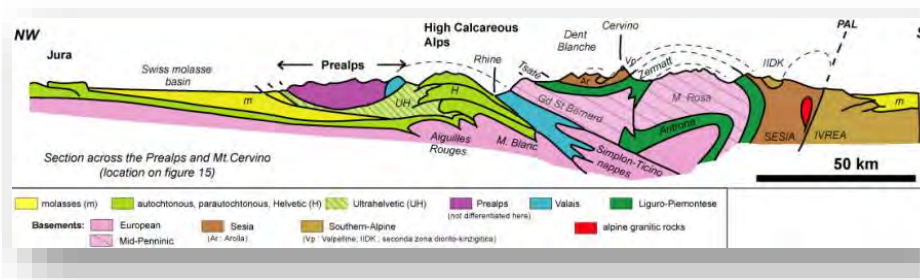 NW
Jura
Swiss molasse
basin
m
Prealps
High Calcareous
Alps
UH
H
Rhine
Aiguilles
Rouges
M. Blanc
Tsaté
Dent
Blanche
Cervino
Ar
Vp
Zermatt
Gd St Bernard
M. Rosa
Antrona
Simplon-Ticino
nappes
IIDK
PAL
SESIA
IVREA
m
S
Section across the Prealps and Mt.Cervino
(location on figure 15)
50 km
molasses (m)
autochtonous, parautochtonous, Helvetic (H)
Ultrahelvetic (UH)
Prealps
(not differentiated here)
Valais
Liguro-Piemontese
Basements:
European
Mid-Penninic
Sesia
(Ar : Arolla)
Southern-Alpine
(Vp : Valpelline; IIDK : seconda zona diorito-kinzigitica)
alpine granitic rocks